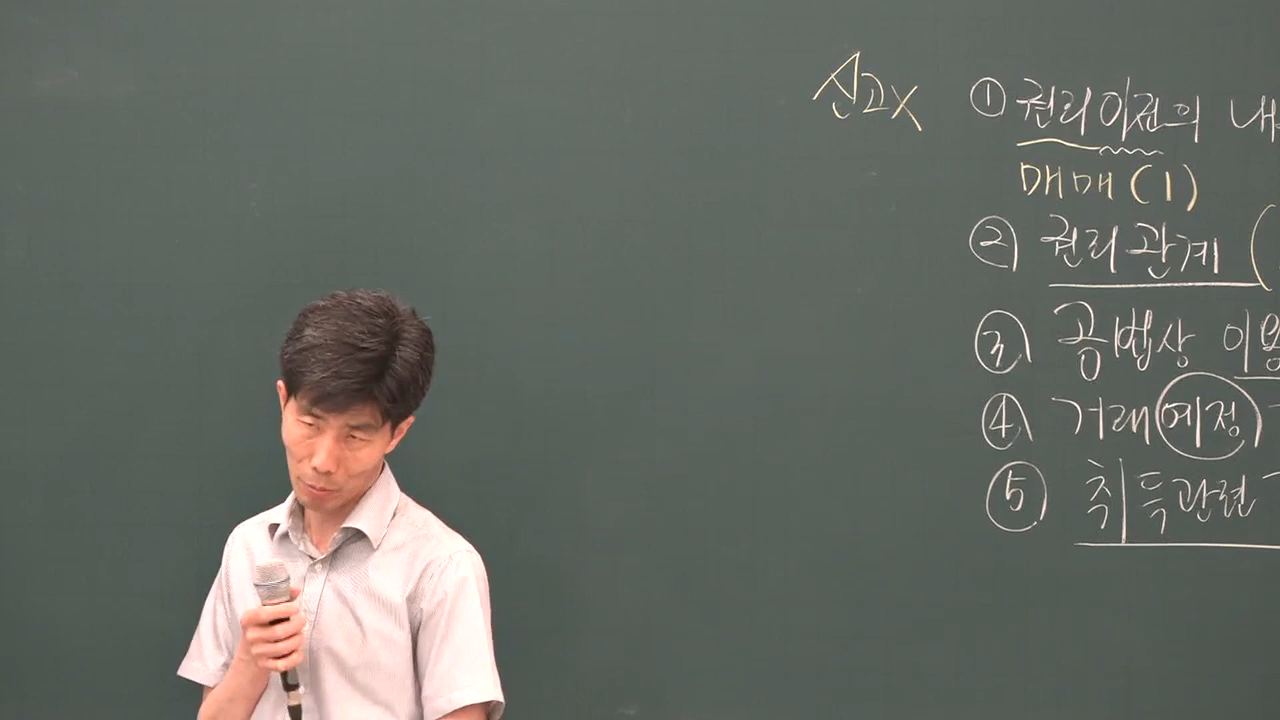 신고X
① 권리이전의 내
매매(1)
② 권리관계 (
③ 공법상 이용
④ 거래예정
⑤ 취득관련